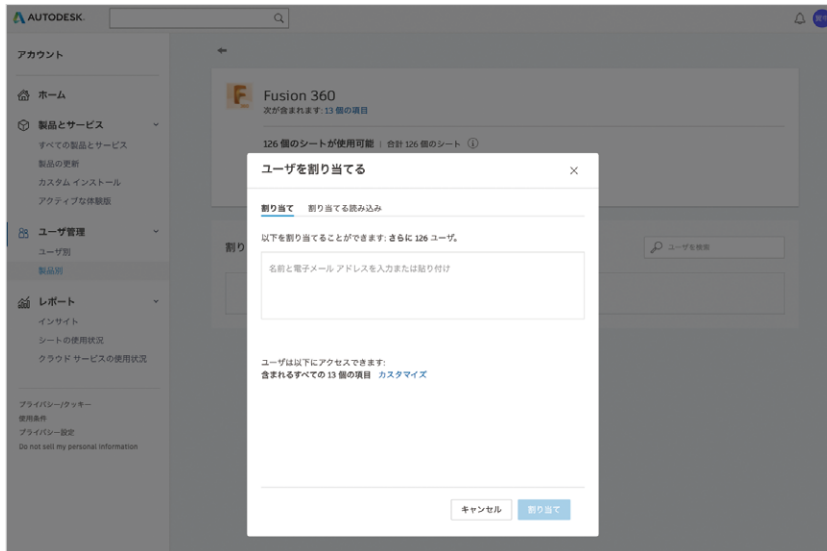 AUTODESK.
アカウント
ホーム
製品とサービス
すべての製品とサービス
製品の更新
カスタム インストール
アクティブな体験版
ユーザ管理
ユーザ別
製品別
レポート
インサイト
シートの使用状況
クラウド サービスの使用状況
プライバシー/クッキー
使用条件
プライバシー設定
Do not sell my personal information
Fusion 360
次が含まれます: 13 個の項目
126 個のシートが使用可能 | 合計 126 個のシート
割り
ユーザを検索
ユーザを割り当てる
割り当て 割り当てる読み込み
以下を割り当てることができます: さらに 126 ユーザ。
名前と電子メール アドレスを入力または貼り付け
ユーザは以下にアクセスできます:
含まれるすべての 13 個の項目 カスタマイズ
キャンセル 割り当て